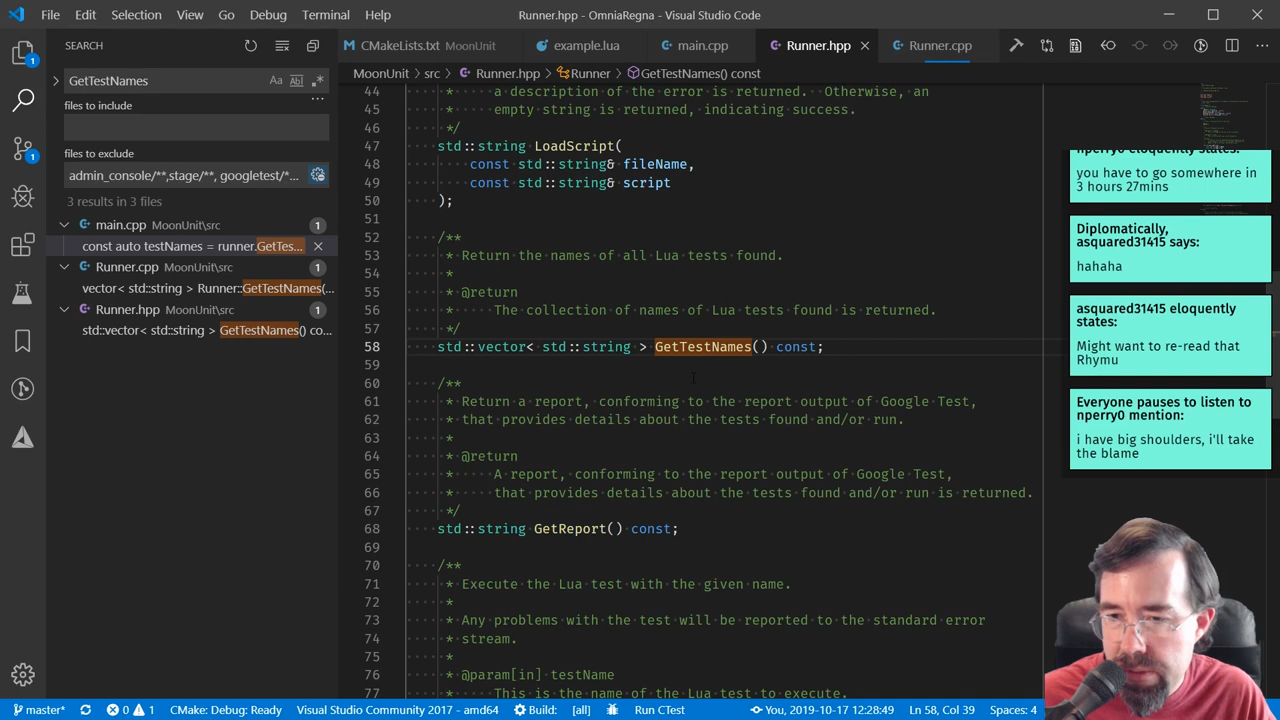 File Edit Selection View Go Debug Terminal Help
Runner.hpp - OmniaRegna - Visual Studio Code
SEARCH
GetTestNames
Aa
files to include
files to exclude
admin_console/**,stage/**, googletest/*...
3 results in 3 files
main.cpp MoonUnit\src 1
const auto testNames = runner.GetTes...
Runner.cpp MoonUnit\src 1
vector< std::string > Runner::GetTestNames(...
Runner.hpp MoonUnit\src 1
std::vector< std::string > GetTestNames() co...
CMakeLists.txt MoonUnit
example.lua
main.cpp
Runner.hpp
Runner.cpp
MoonUnit > src > Runner.hpp > Runner > GetTestNames() const
44 * a description of the error is returned. Otherwise, an
45 * empty string is returned, indicating success.
46 */
47 std::string LoadScript(
48 const std::string& fileName,
49 const std::string& script
50 );
51
52 /**
53 * Return the names of all Lua tests found.
54 *
55 * @return
56 * The collection of names of Lua tests found is returned.
57 */
58 std::vector< std::string > GetTestNames() const;
59
60 /**
61 * Return a report, conforming to the report output of Google Test,
62 * that provides details about the tests found and/or run.
63 *
64 * @return
65 * A report, conforming to the report output of Google Test,
66 * that provides details about the tests found and/or run is returned.
67 */
68 std::string GetReport() const;
69
70 /**
71 * Execute the Lua test with the given name.
72 *
73 * Any problems with the test will be reported to the standard error
74 * stream.
75 *
76 * @param[in] testName
77 * This is the name of the Lua test to execute.
nperry0 eloquently states:
you have to go somewhere in
3 hours 27mins
Diplomatically,
asquared31415 says:
hahaha
asquared31415 eloquently
states:
Might want to re-read that
Rhymu
Everyone pauses to listen to
nperry0 mention:
i have big shoulders, i'll take
the blame
1
1
master* 0 1 CMake: Debug: Ready Visual Studio Community 2017 - amd64 Build: [all] Run CTest You, 2019-10-17 12:28:49 Ln 58, Col 39 Spaces: 4